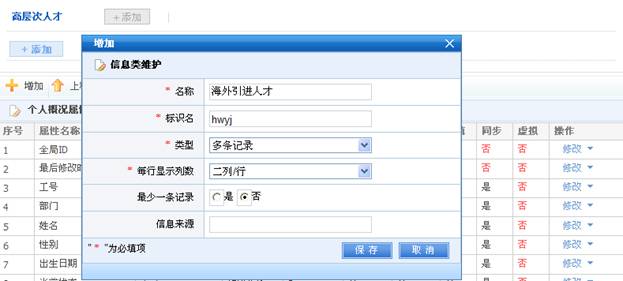 高层次人才 +添加
+添加
增加
信息类维护
* 名称 海外引进人才
* 标识名 hwyj
* 类型 多条记录
* 每行显示列数 二列/行
最少一条记录 是 否
信息来源
" * "为必填项 保存 取消
增加 上
个人概况属
序号 属性名称 同步 虚拟 操作
1 全局ID 否 否 修改
2 最后修改 否 否 修改
3 工号 是 否 修改
4 部门 是 否 修改
5 姓名 是 否 修改
6 性别 是 否 修改
7 出生日期 是 否 修改